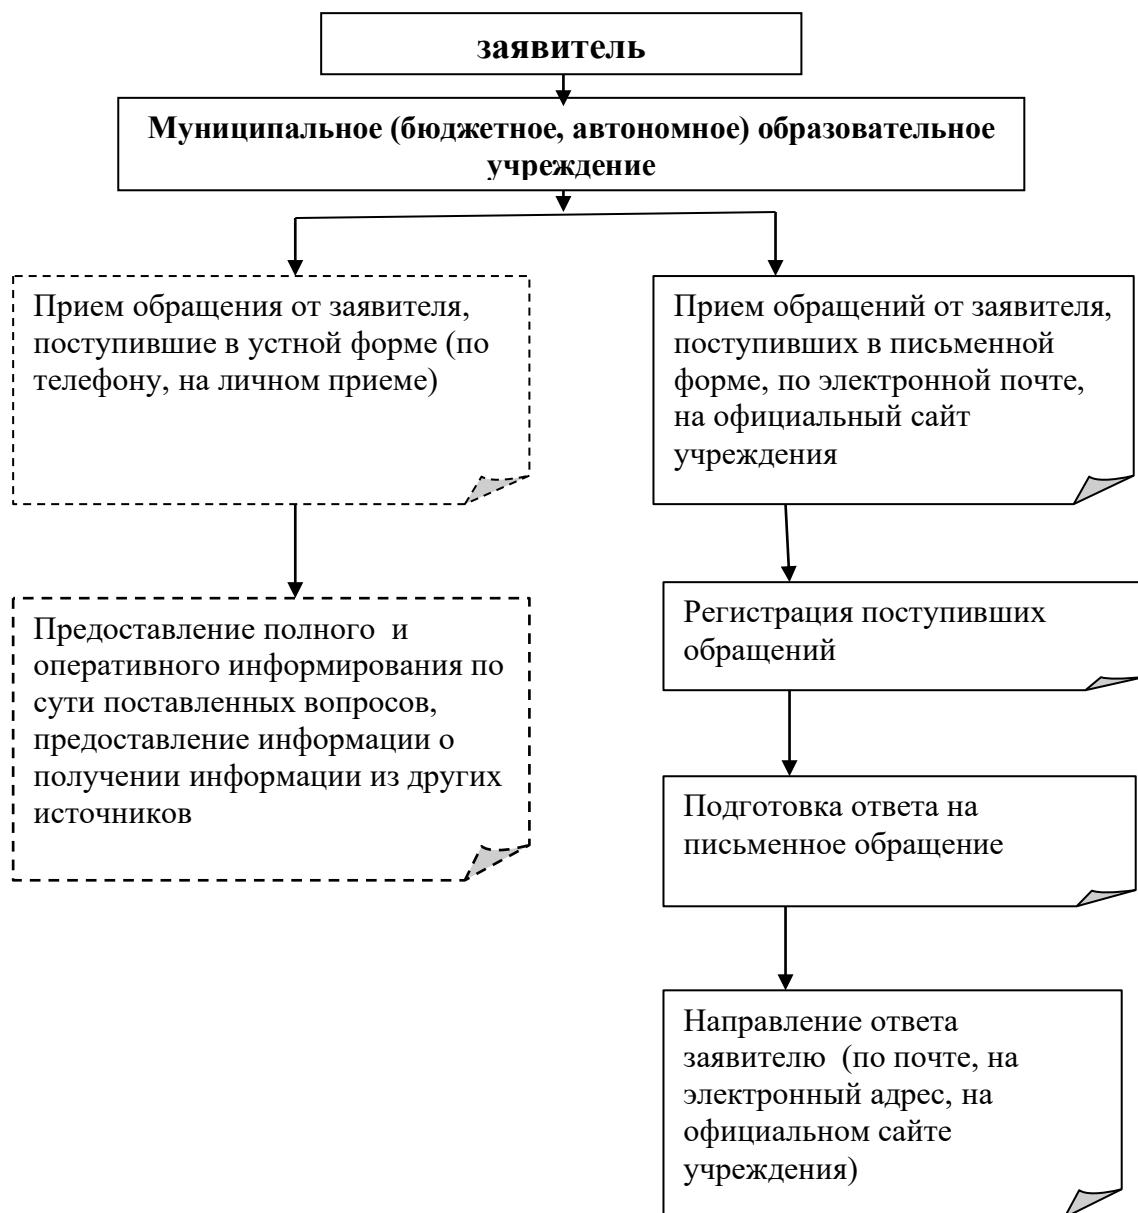 заявитель
Муниципальное (бюджетное, автономное) образовательное
учреждение
Прием обращения от заявителя,
поступившие в устной форме (по
телефону, на личном приеме)
Прием обращений от заявителя,
поступивших в письменной
форме, по электронной почте,
на официальный сайт
учреждения
Предоставление полного  и
оперативного информирования по
сути поставленных вопросов,
предоставление информации о
получении информации из других
источников
Регистрация поступивших
обращений
Подготовка ответа на
письменное обращение
Направление ответа
заявителю  (по почте, на
электронный адрес, на
официальном сайте
учреждения)